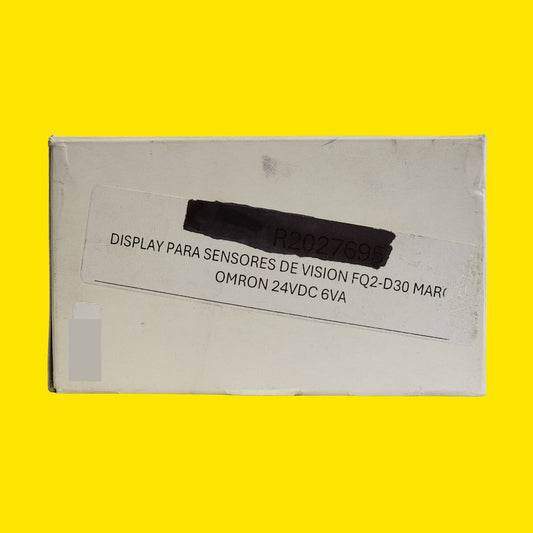 R2027695
DISPLAY PARA SENSORES DE VISION FQ2-D30 MARC
OMRON 24VDC 6VA